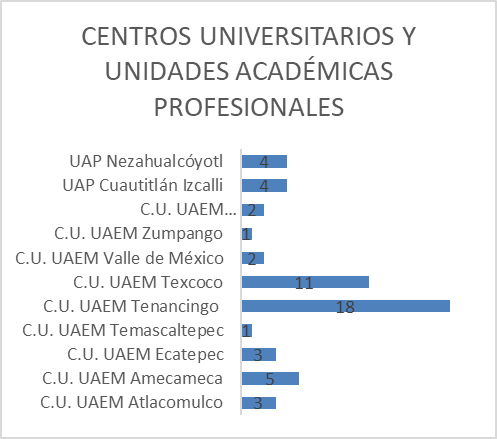 CENTROS UNIVERSITARIOS Y
UNIDADES ACADÉMICAS
PROFESIONALES
UAP Nezahualcóyotl 4
UAP Cuautitlán Izcalli 4
C.U. UAEM... 2
C.U. UAEM Zumpango 1
C.U. UAEM Valle de México 2
C.U. UAEM Texcoco 11
C.U. UAEM Tenancingo 18
C.U. UAEM Temascaltepec 1
C.U. UAEM Ecatepec 3
C.U. UAEM Amecameca 5
C.U. UAEM Atlacomulco 3